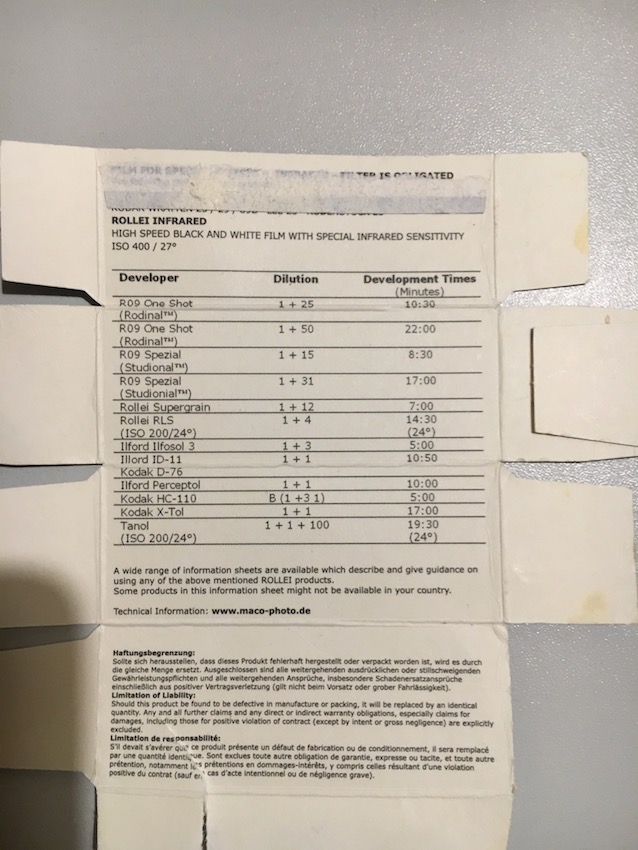 FILM FOR SPE INFRARED - FILTER IS OBLIGATED
ROLLEI INFRARED
HIGH SPEED BLACK AND WHITE FILM WITH SPECIAL INFRARED SENSITIVITY
ISO 400 / 27°
Developer Dilution Development Times
(Minutes)
R09 One Shot 1 + 25 10:30
(Rodinal™)
R09 One Shot 1 + 50 22:00
(Rodinal™)
R09 Spezial 1 + 15 8:30
(Studional™)
R09 Spezial 1 + 31 17:00
(Studionial™)
Rollei Supergrain 1 + 12 7:00
Rollei RLS 1 + 4 14:30
(ISO 200/24°) (24°)
Ilford Ilfosol 3 1 + 3 5:00
Illord ID-11 1 + 1 10:50
Kodak D-76
Ilford Perceptol 1 + 1 10:00
Kodak HC-110 B (1 +3 1) 5:00
Kodak X-Tol 1 + 1 17:00
Tanol 1 + 1 + 100 19:30
(ISO 200/24°) (24°)
A wide range of information sheets are available which describe and give guidance on
using any of the above mentioned ROLLEI products.
Some products in this information sheet might not be available in your country.
Technical Information: www.maco-photo.de
Haftungsbegrenzung:
Sollte sich herausstellen, dass dieses Produkt fehlerhaft hergestellt oder verpackt worden ist, wird es durch
die gleiche Menge ersetzt. Ausgeschlossen sind alle weitergehenden ausdrücklichen oder stillschweigenden
Gewährleistungspflichten und alle weitergehenden Ansprüche, insbesondere Schadenersatzansprüche
einschließlich aus positiver Vertragsverletzung (gilt nicht beim Vorsatz oder grober Fahrlässigkeit).
Limitation of Liability:
Should this product be found to be defective in manufacture or packing, it will be replaced by an identical
quantity. Any and all further claims and any direct or indirect warranty obligations, especially claims for
damages, including those for positive violation of contract (except by intent or gross negligence) are explicitly
excluded.
Limitation de responsabilité:
S'il devait s'avérer que ce produit présente un défaut de fabrication ou de conditionnement, il sera remplacé
par une quantité identique. Sont exclues toute autre obligation de garantie, expresse ou tacite, et toute autre
prétention, notamment les prétentions en dommages-intérêts, y compris celles résultant d'une violation
positive du contrat (sauf en cas d'acte intentionnel ou de négligence grave).